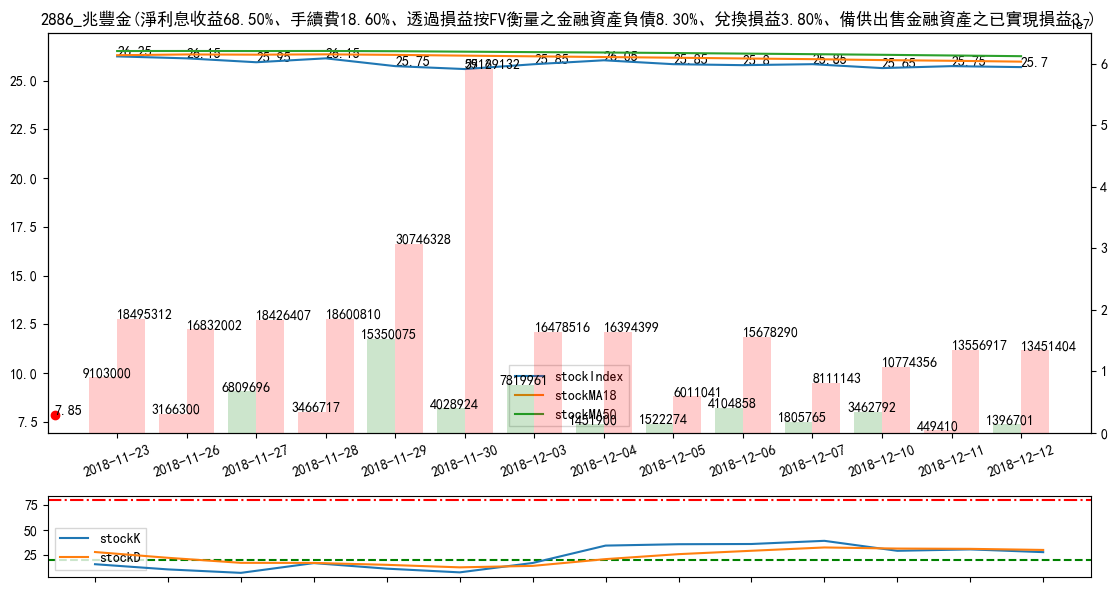 2886_兆豐金(淨利息收益68.50%、手續費18.60%、透過損益按FV衡量之金融資產負債8.30%、兌換損益3.80%、備供出售金融資產之已實現損益3.)
1e7
26.25 26.15 25.95 26.15 25.75 25.85 26.05 25.85 25.8 25.85 25.65 25.75 25.7
25.0
22.5
20.0
17.5
15.0
12.5
10.0
7.5
6
5
4
3
2
1
0
30746328
18495312 16832002 18426407 18600810 16478516 16394399 15678290 13556917 13451404
15350075
9103000 6809696 7819961 8111143 10774356
3166300 3466717 4028924 1451900 1522274 6011041 4104858 1805765 3462792 449410 1396701
7.85
stockIndex
stockMA18
stockMA50
2018-11-23 2018-11-26 2018-11-27 2018-11-28 2018-11-29 2018-11-30 2018-12-03 2018-12-04 2018-12-05 2018-12-06 2018-12-07 2018-12-10 2018-12-11 2018-12-12
75
50
25
stockK
stockD